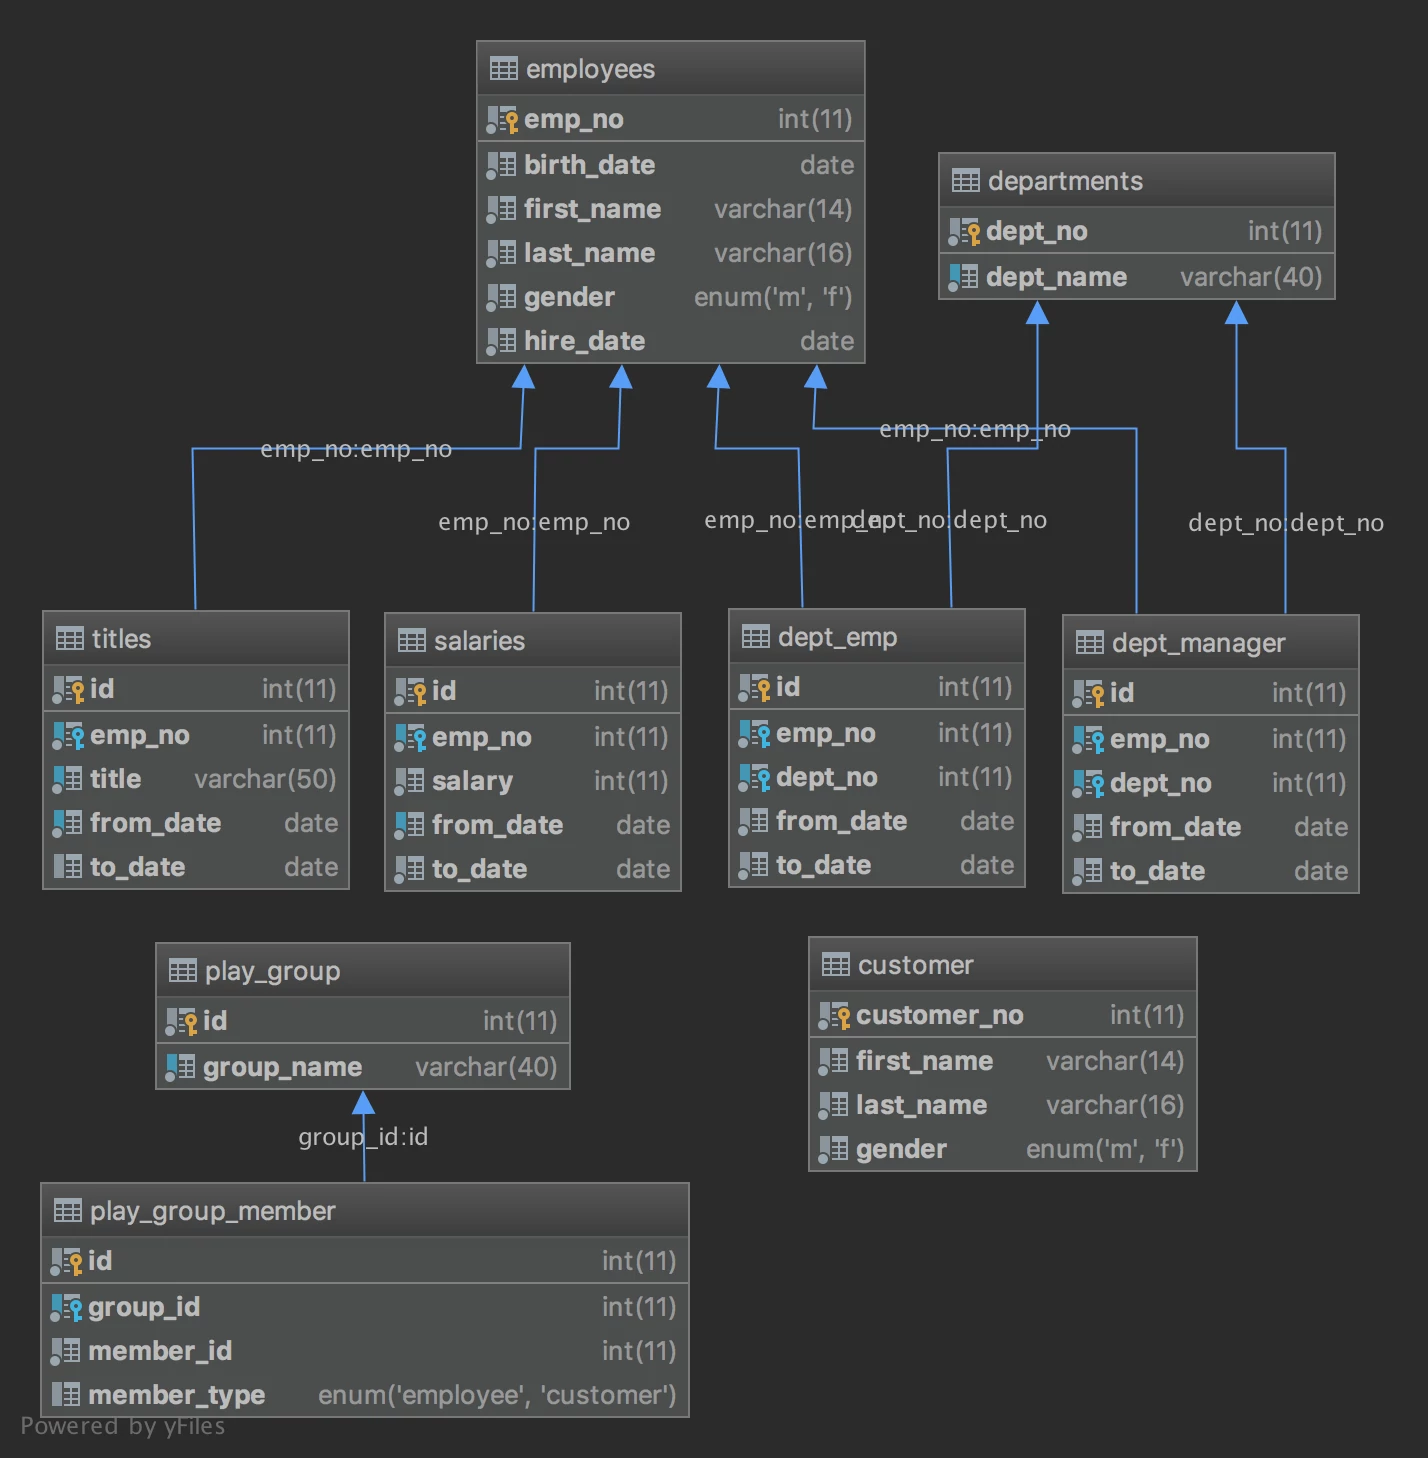 employees
emp_no int(11)
birth_date date
first_name varchar(14)
last_name varchar(16)
gender enum('m', 'f')
hire_date date
departments
dept_no int(11)
dept_name varchar(40)
emp_no:emp_no
emp_no:emp_no
emp_no:emp_no
emp_no:emp_no
dept_no:dept_no
dept_no:dept_no
titles
id int(11)
emp_no int(11)
title varchar(50)
from_date date
to_date date
salaries
id int(11)
emp_no int(11)
salary int(11)
from_date date
to_date date
dept_emp
id int(11)
emp_no int(11)
dept_no int(11)
from_date date
to_date date
dept_manager
id int(11)
emp_no int(11)
dept_no int(11)
from_date date
to_date date
play_group
id int(11)
group_name varchar(40)
group_id:id
customer
customer_no int(11)
first_name varchar(14)
last_name varchar(16)
gender enum('m', 'f')
play_group_member
id int(11)
group_id int(11)
member_id int(11)
member_type enum('employee', 'customer')
Powered by yFiles